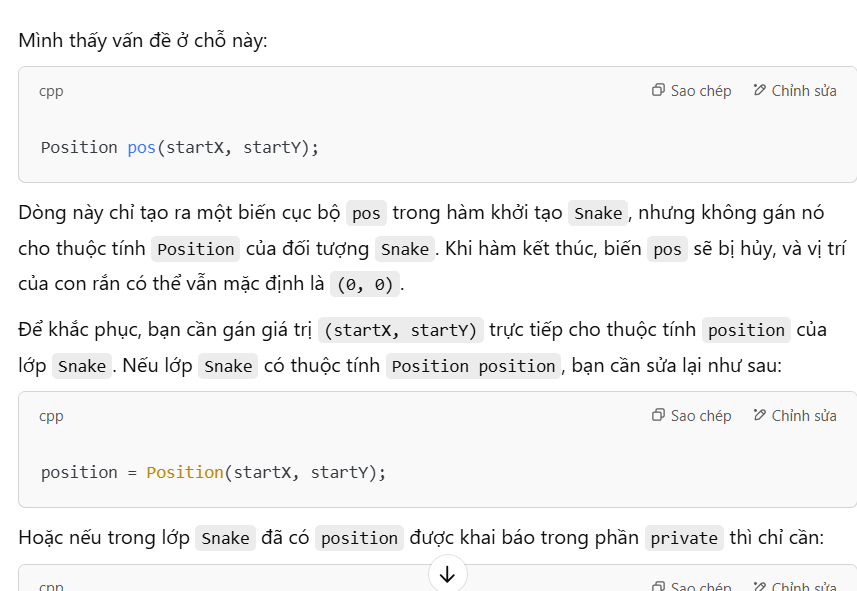 Mình thấy vấn đề ở chỗ này:
cpp Sao chép Chỉnh sửa
Position pos(startX, startY);
Dòng này chỉ tạo ra một biến cục bộ pos trong hàm khởi tạo Snake, nhưng không gán nó
cho thuộc tính Position của đối tượng Snake. Khi hàm kết thúc, biến pos sẽ bị hủy, và vị trí
của con rắn có thể vẫn mặc định là (0, 0).
Để khắc phục, bạn cần gán giá trị (startX, startY) trực tiếp cho thuộc tính position của
lớp Snake. Nếu lớp Snake có thuộc tính Position position, bạn cần sửa lại như sau:
cpp Sao chép Chỉnh sửa
position = Position(startX, startY);
Hoặc nếu trong lớp Snake đã có position được khai báo trong phần private thì chỉ cần:
cpp Sao chép Chỉnh sửa